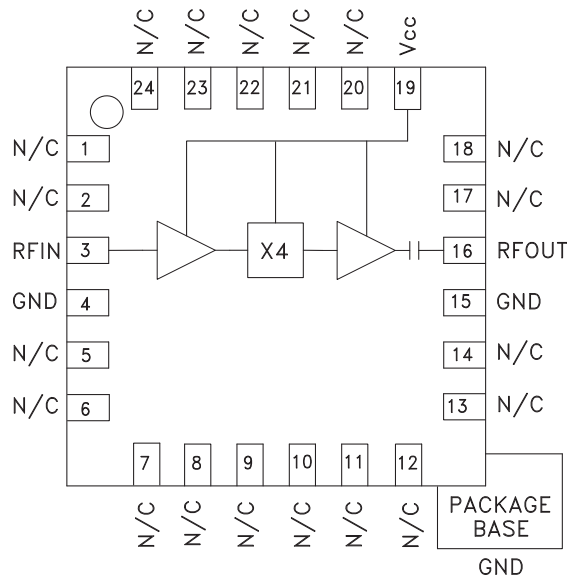 N/C N/C N/C N/C N/C Vcc
24 23 22 21 20 19
N/C 1 18 N/C
N/C 2 17 N/C
RFIN 3 X4 16 RFOUT
GND 4 15 GND
N/C 5 14 N/C
N/C 6 13 N/C
7 8 9 10 11 12
N/C N/C N/C N/C N/C N/C
PACKAGE
BASE
GND